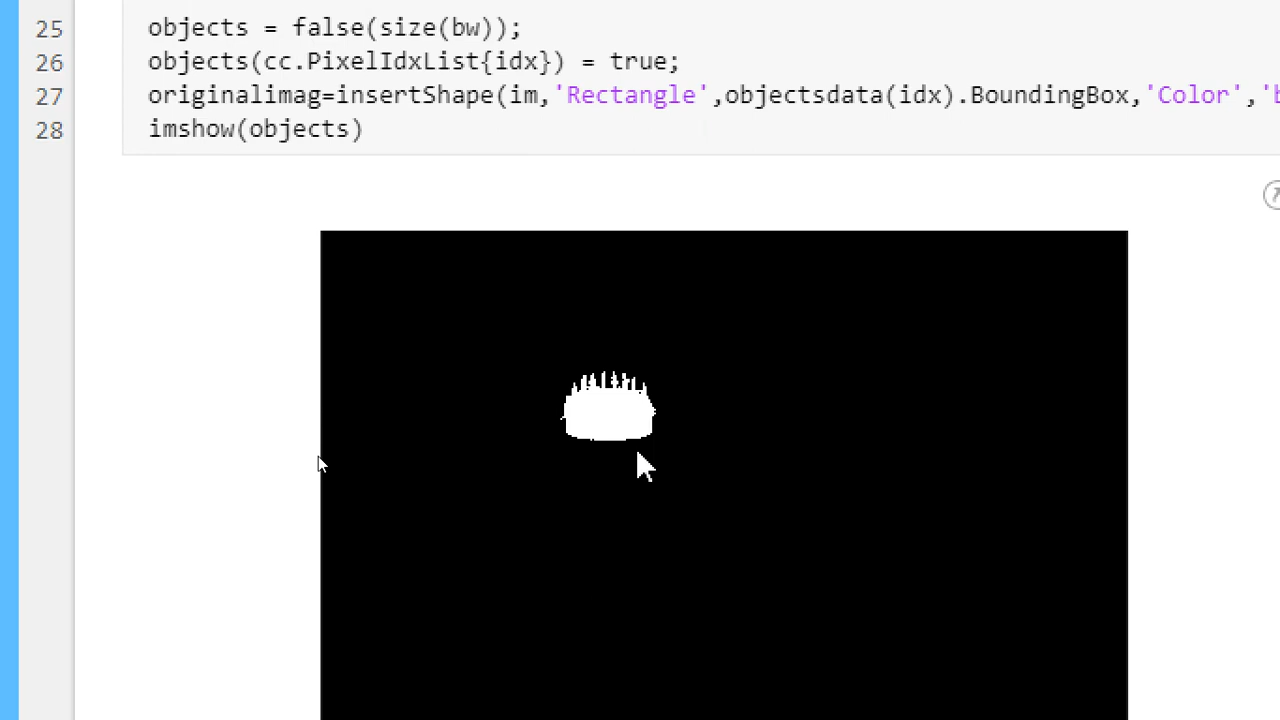 25 objects = false(size(bw));
26 objects(cc.PixelIdxList{idx}) = true;
27 originalimag=insertShape(im,'Rectangle',objectsdata(idx).BoundingBox,'Color','b
28 imshow(objects)